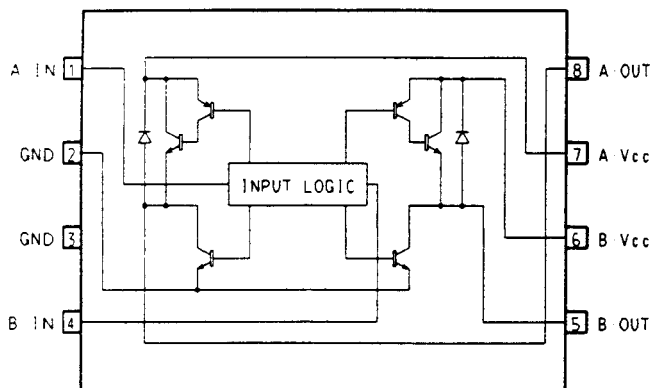 A IN 1
GND 2
GND 3
B IN 4
INPUT LOGIC
8 A OUT
7 A Vcc
6 B Vcc
5 B OUT